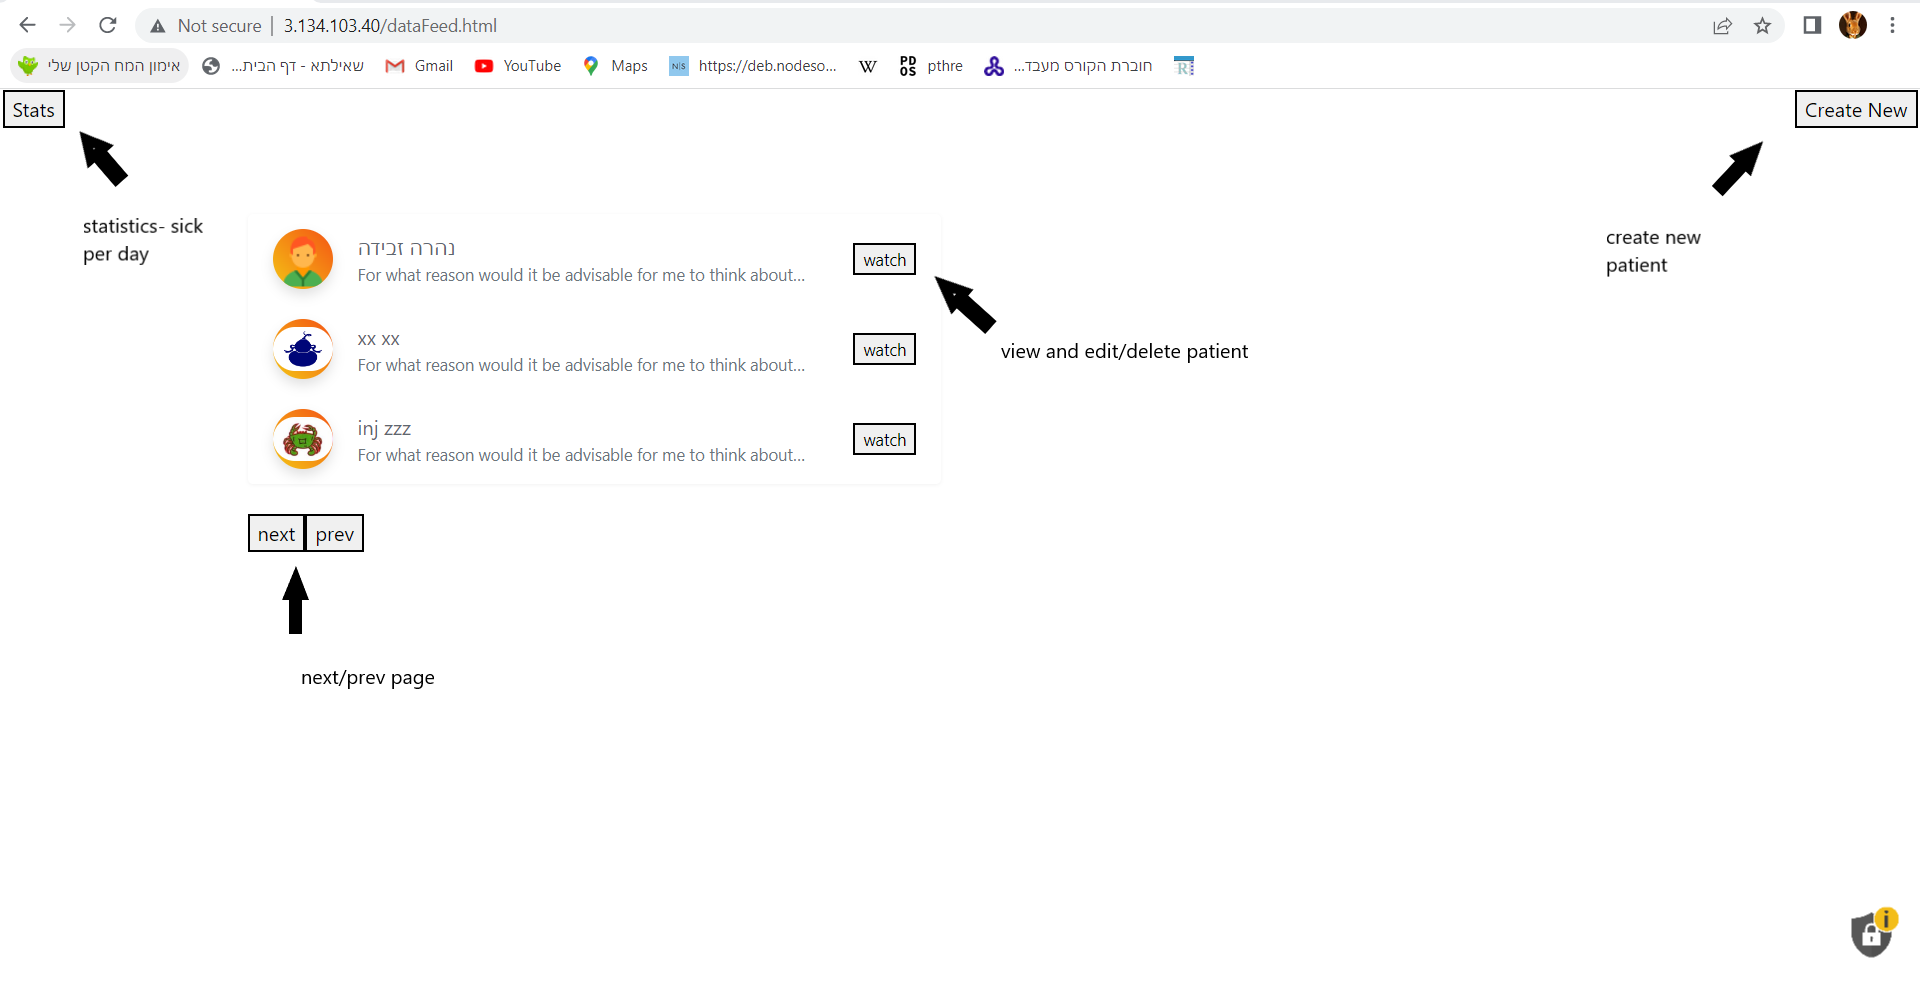 Not secure | 3.134.103.40/dataFeed.html
אימון המח הקטן שלי
שאילתא - דף הבית...
Gmail
YouTube
Maps
N|S
https://deb.nodeso...
W
PD
OS
pthre
חוברת הקורס מעבד...
R
Stats
Create New
statistics- sick
per day
create new
patient
נהרה זבידה
For what reason would it be advisable for me to think about...
watch
view and edit/delete patient
xx xx
For what reason would it be advisable for me to think about...
watch
inj zzz
For what reason would it be advisable for me to think about...
watch
next
prev
next/prev page
i